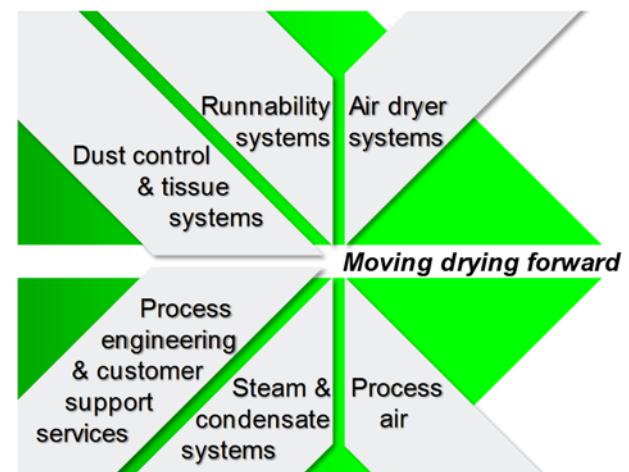 Runnability
systems
Air dryer
systems
Dust control
& tissue
systems
Moving drying forward
Process
engineering
& customer
support
services
Steam &
condensate
systems
Process
air